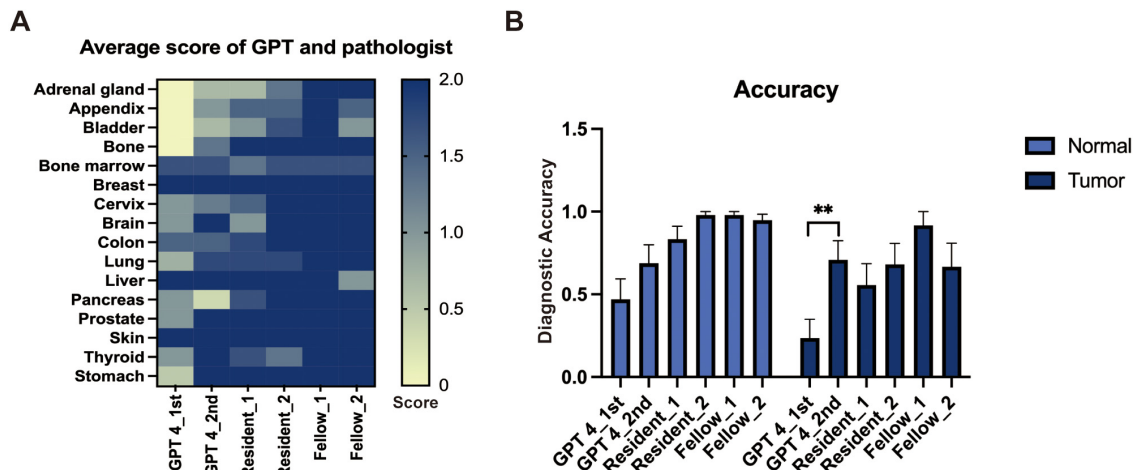 A
Average score of GPT and pathologist
Adrenal gland
Appendix
Bladder
Bone
Bone marrow
Breast
Cervix
Brain
Colon
Lung
Liver
Pancreas
Prostate
Skin
Thyroid
Stomach
GPT 4_1st
GPT 4_2nd
Resident_1
Resident_2
Fellow_1
Fellow_2
2.0
1.5
1.0
0.5
0
Score
B
Accuracy
Diagnostic Accuracy
1.5
1.0
0.5
0.0
**
GPT 4_1st
GPT 4_2nd
Resident_1
Resident_2
Fellow_1
Fellow_2
GPT 4_1st
GPT 4_2nd
Resident_1
Resident_2
Fellow_1
Fellow_2
Normal
Tumor